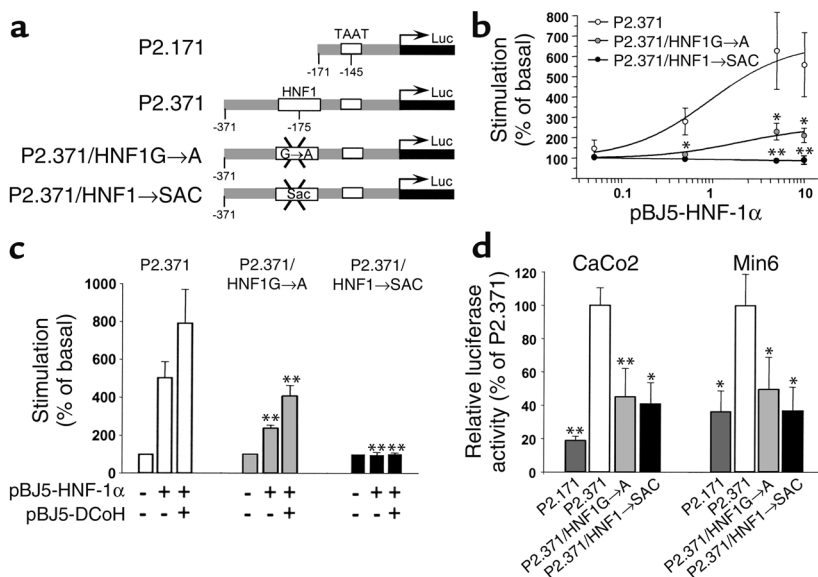 a
TAAT
P2.171
Luc
-171
-145
HNF1
P2.371
Luc
-371
-175
P2.371/HNF1G→A
G→A
Luc
-371
P2.371/HNF1→SAC
Sac
Luc
-371
b
800
700
600
500
400
300
200
100
Stimulation
(% of basal)
P2.371
P2.371/HNF1G→A
P2.371/HNF1→SAC
*
*
*
**
**
0.1
1
10
pBJ5-HNF-1α
c
P2.371
P2.371/
HNF1G→A
P2.371/
HNF1→SAC
1000
800
600
400
200
0
Stimulation
(% of basal)
**
**
**
**
pBJ5-HNF-1α - + + - + + - + +
pBJ5-DCoH - - + - - + - - +
d
CaCo2
Min6
120
100
80
60
40
20
0
Relative luciferase
activity (% of P2.371)
**
**
*
*
*
*
P2.171
P2.371
P2.371/HNF1G→A
P2.371/HNF1→SAC
P2.171
P2.371
P2.371/HNF1G→A
P2.371/HNF1→SAC